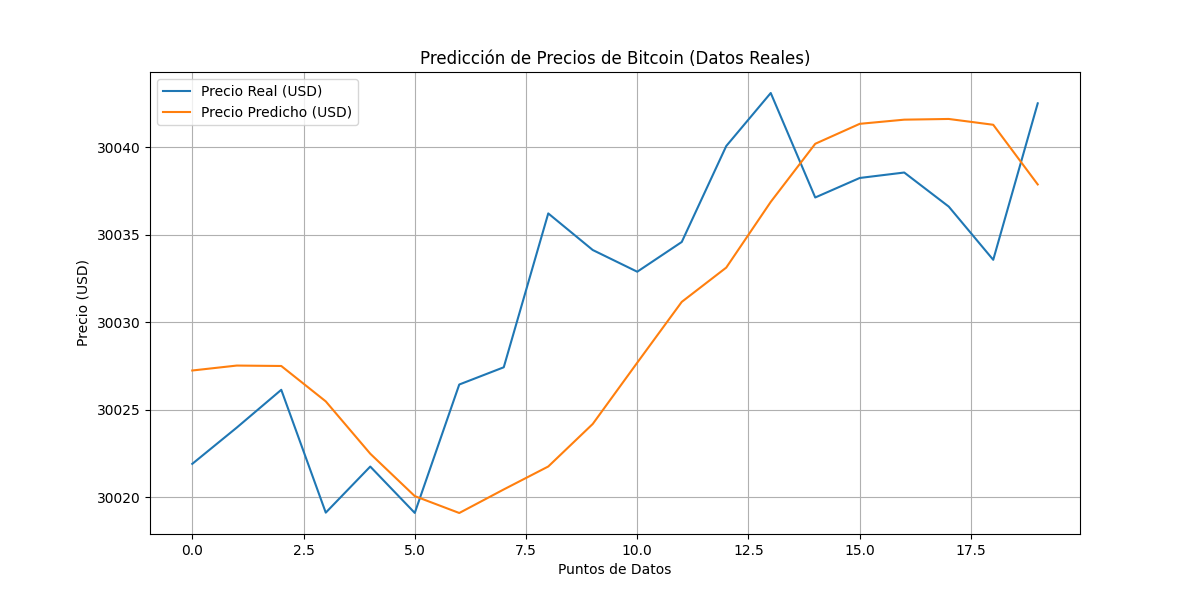 Predicción de Precios de Bitcoin (Datos Reales)
Precio Real (USD)
Precio Predicho (USD)
Precio (USD)
30040
30035
30030
30025
30020
0.0 2.5 5.0 7.5 10.0 12.5 15.0 17.5
Puntos de Datos